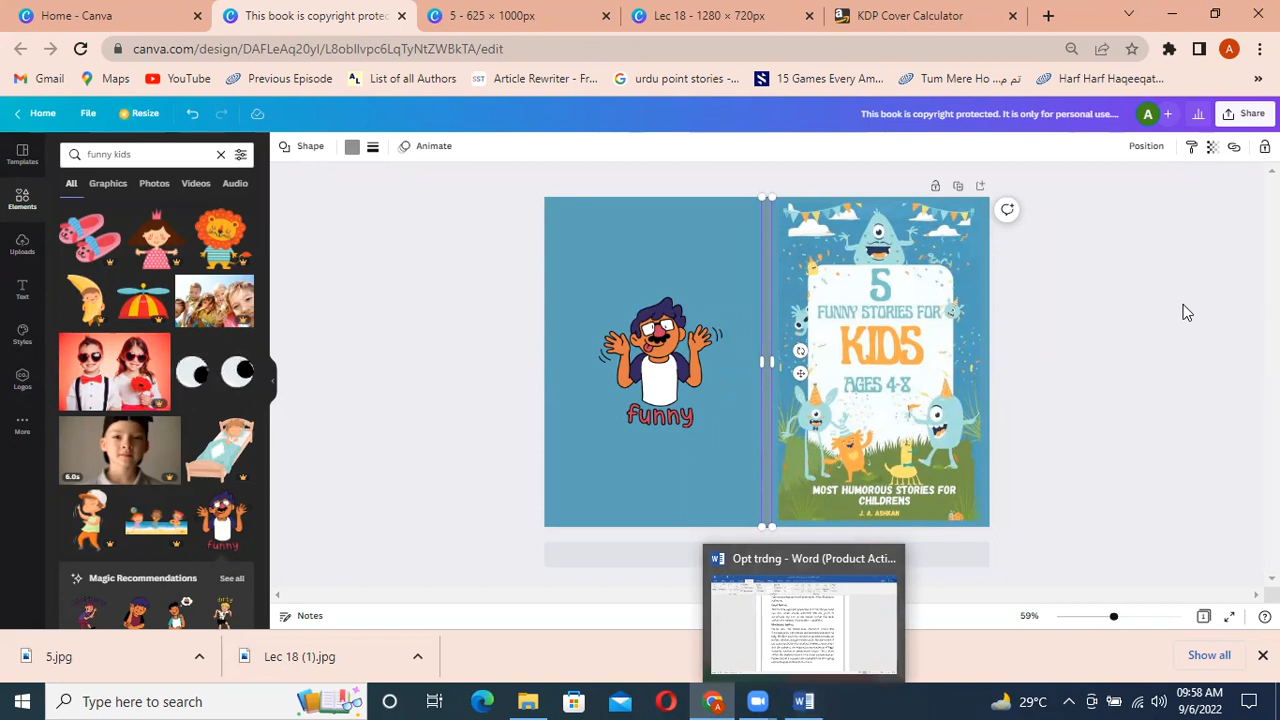 Home - Canva
This book is copyright protec
5 - 625 × 1000px
Lec 18 - 1280 × 720px
KDP Cover Calculator
canva.com/design/DAFLeAq20yI/L8obIlvpc6LqTyNtZWBkTA/edit
A
Gmail
Maps
YouTube
Previous Episode
List of all Authors
Article Rewriter - Fr...
urdu point stories -...
15 Games Every Am...
Tum Mere Ho ... تم م
Harf Harf Haqeeqat...
Home
File
Resize
This book is copyright protected. It is only for personal use....
A
Share
Templates
Elements
Uploads
Text
Styles
Logos
More
funny kids
All
Graphics
Photos
Videos
Audio
6.0s
funny
Magic Recommendations
See all
Shape
Animate
Position
funny
5
FUNNY STORIES FOR
KIDS
AGES 4-8
MOST HUMOROUS STORIES FOR
CHILDRENS
J. A. ASHKAN
Opt trdng - Word (Product Acti...
Notes
59%
1
5.jpg
(1).jpg
Show all
Type here to search
29°C
09:58 AM
9/6/2022